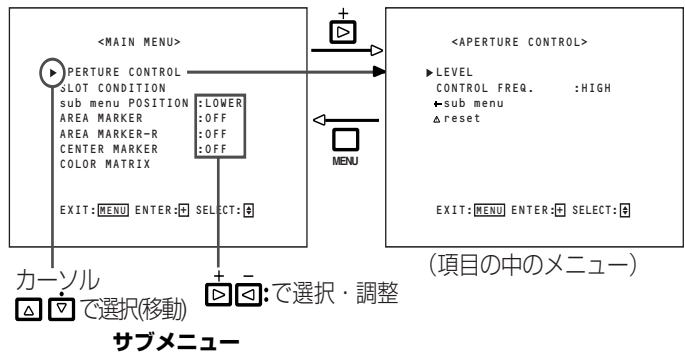 <MAIN MENU>
▶ PERTURE CONTROL
SLOT CONDITION
sub menu POSITION :LOWER
AREA MARKER :OFF
AREA MARKER-R :OFF
CENTER MARKER :OFF
COLOR MATRIX
EXIT:MENU ENTER:+ SELECT:
+
MENU
<APERTURE CONTROL>
▶LEVEL
CONTROL FREQ. :HIGH
←sub menu
△reset
EXIT:MENU ENTER:+ SELECT:
(項目の中のメニュー)
カーソル
△ ▽ で選択(移動)
+ −
▷ ◁:で選択・調整
サブメニュー